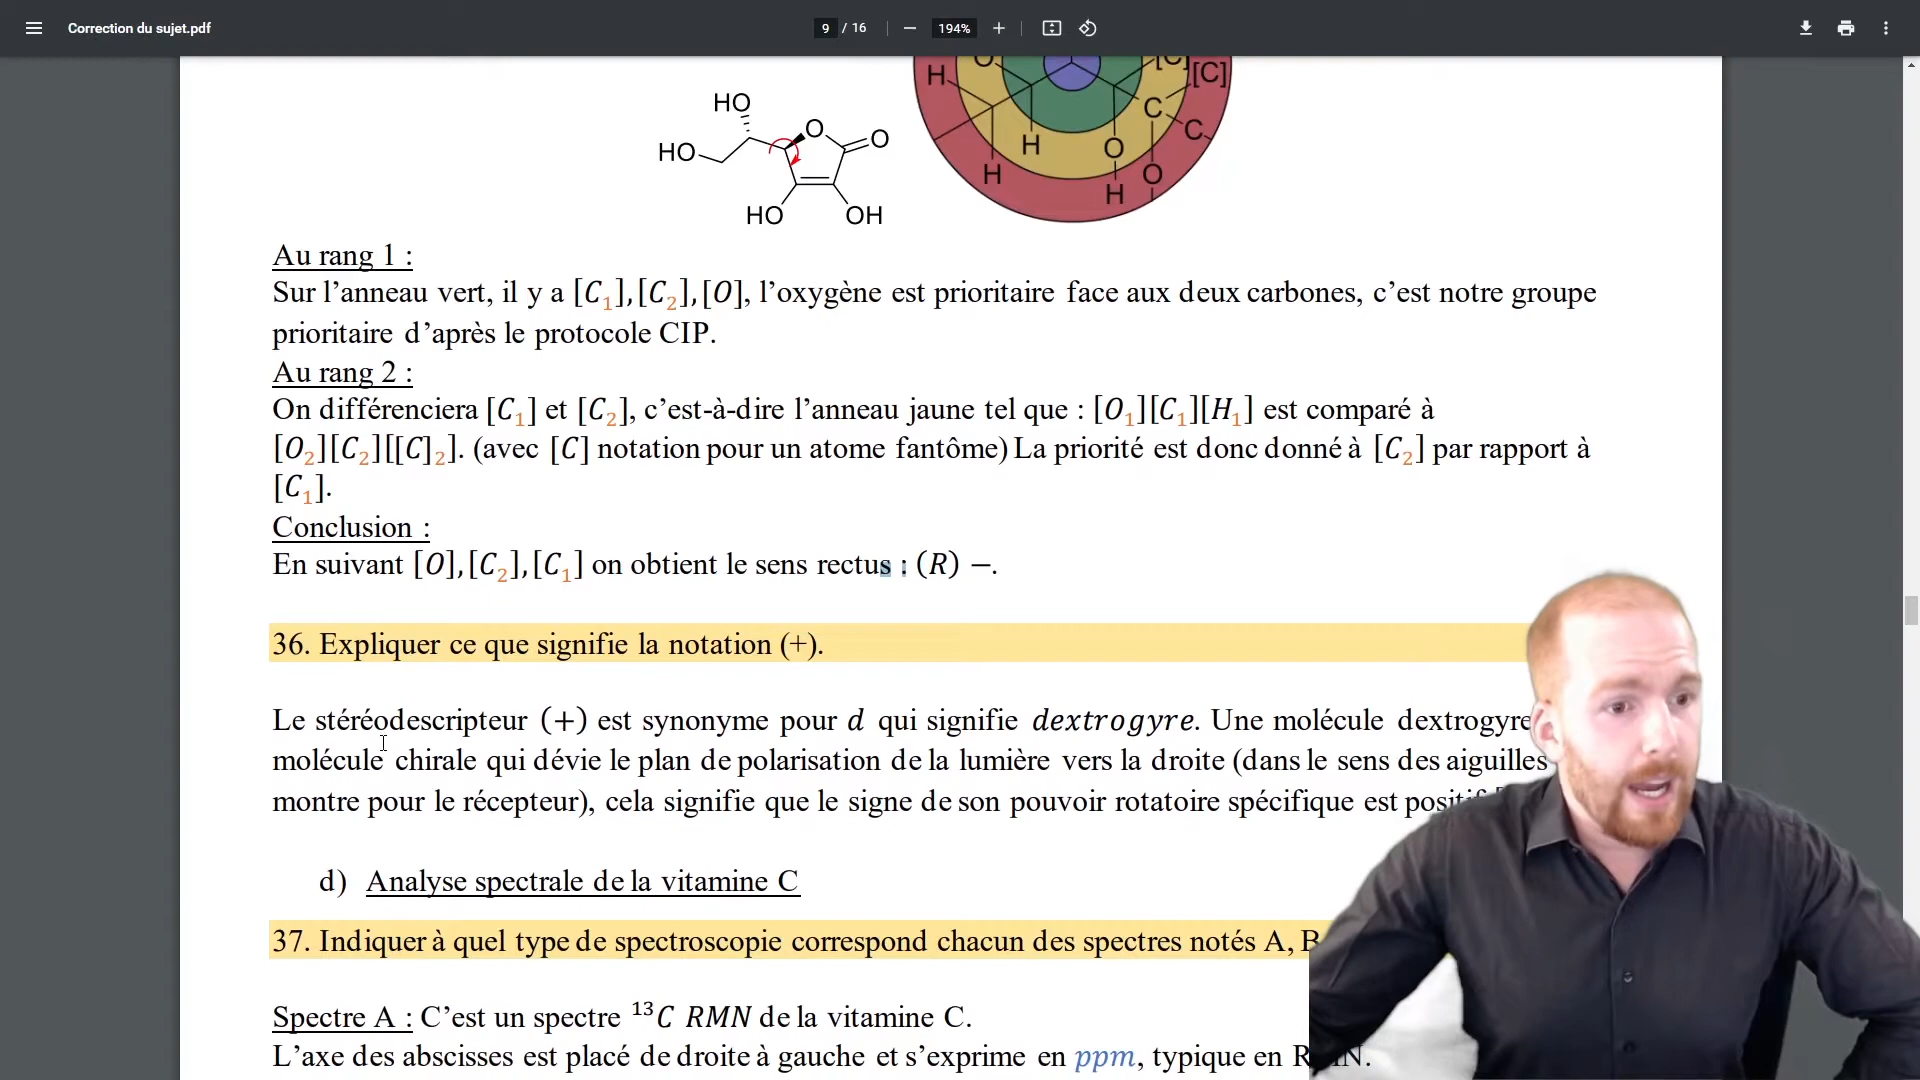 Correction du sujet.pdf
9 / 16
194%
HO
HO
O
O
HO
OH
H
O
[C]
[C]
C
C
H
O
H
O
H
Au rang 1 :
Sur l’anneau vert, il y a [C₁],[C₂],[O], l’oxygène est prioritaire face aux deux carbones, c’est notre groupe
prioritaire d’après le protocole CIP.
Au rang 2 :
On différenciera [C₁] et [C₂], c’est-à-dire l’anneau jaune tel que : [O₁][C₁][H₁] est comparé à
[O₂][C₂][[C]₂]. (avec [C] notation pour un atome fantôme) La priorité est donc donné à [C₂] par rapport à
[C₁].
Conclusion :
En suivant [O],[C₂],[C₁] on obtient le sens rectus : (R) −.
36. Expliquer ce que signifie la notation (+).
Le stéréodescripteur (+) est synonyme pour d qui signifie dextrogyre. Une molécule dextrogyre
molécule chirale qui dévie le plan de polarisation de la lumière vers la droite (dans le sens des aiguilles
montre pour le récepteur), cela signifie que le signe de son pouvoir rotatoire spécifique est positif
d) Analyse spectrale de la vitamine C
37. Indiquer à quel type de spectroscopie correspond chacun des spectres notés A, B
Spectre A : C’est un spectre ¹³C RMN de la vitamine C.
L’axe des abscisses est placé de droite à gauche et s’exprime en ppm, typique en RMN.